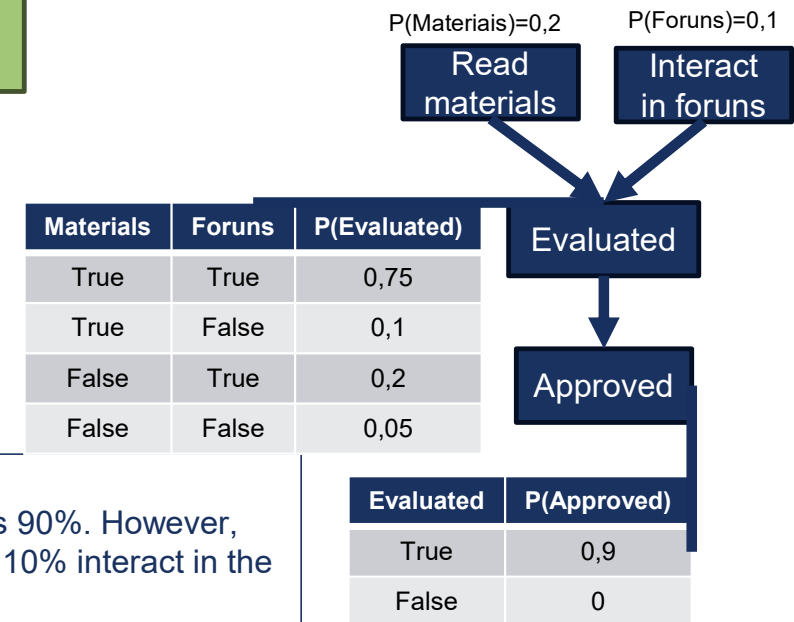 P(Materiais)=0,2
P(Foruns)=0,1
Read
materials
Interact
in foruns
Materials Foruns P(Evaluated)
True True 0,75
True False 0,1
False True 0,2
False False 0,05
Evaluated
Approved
s 90%. However,
10% interact in the
Evaluated P(Approved)
True 0,9
False 0